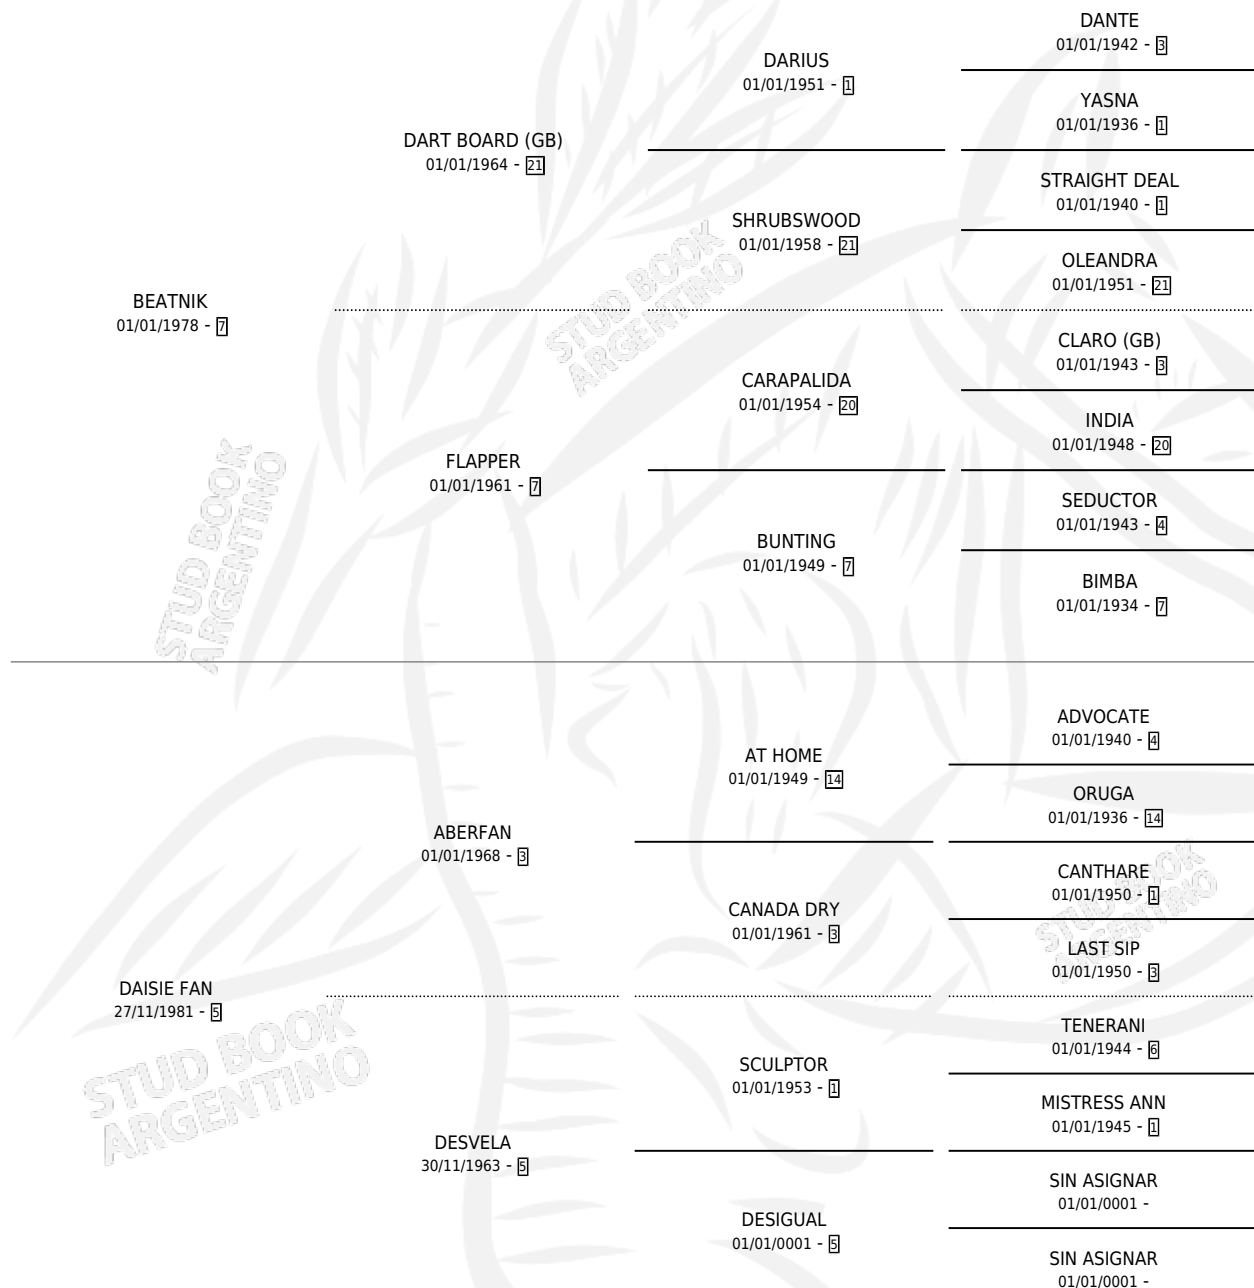 DANTE
01/01/1942 - 3
DARIUS
01/01/1951 - 1
YASNA
01/01/1936 - 1
DART BOARD (GB)
01/01/1964 - 21
STRAIGHT DEAL
01/01/1940 - 1
SHRUBSWOOD
01/01/1958 - 21
OLEANDRA
01/01/1951 - 21
BEATNIK
01/01/1978 - 7
STUD BOOK
ARGENTINO
CLARO (GB)
01/01/1943 - 3
CARAPALIDA
01/01/1954 - 20
INDIA
01/01/1948 - 20
FLAPPER
01/01/1961 - 7
SEDUCTOR
01/01/1943 - 4
BUNTING
01/01/1949 - 7
BIMBA
01/01/1934 - 7
STUD BOOK
ARGENTINO
ADVOCATE
01/01/1940 - 4
AT HOME
01/01/1949 - 14
ORUGA
01/01/1936 - 14
ABERFAN
01/01/1968 - 3
CANTHARE
01/01/1950 - 1
CANADA DRY
01/01/1961 - 3
LAST SIP
01/01/1950 - 3
STUD BOOK
ARGENTINO
DAISIE FAN
27/11/1981 - 5
TENERANI
01/01/1944 - 6
SCULPTOR
01/01/1953 - 1
MISTRESS ANN
01/01/1945 - 1
STUD BOOK
ARGENTINO
DESVELA
30/11/1963 - 5
SIN ASIGNAR
01/01/0001 -
DESIGUAL
01/01/0001 - 5
SIN ASIGNAR
01/01/0001 -